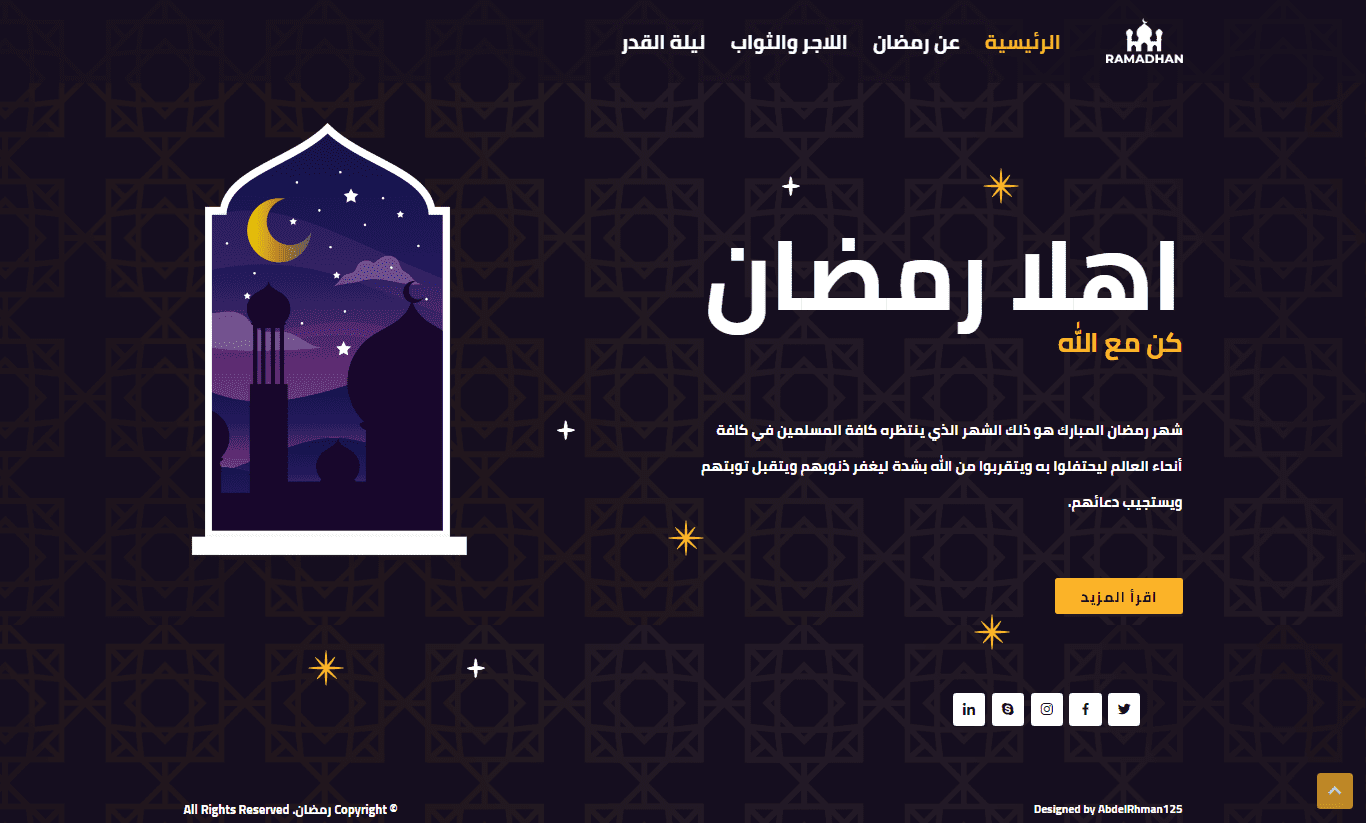 RAMADHAN
الرئيسية
عن رمضان
اللاجر والثواب
ليلة القدر
اهلا رمضان
كن مع الله
شهر رمضان المبارك هو ذلك الشهر الذي ينتظره كافة المسلمين في كافة
أنحاء العالم ليحتفلوا به ويتقربوا من الله بشدة ليغفر ذنوبهم ويتقبل توبتهم
ويستجيب دعائهم.
اقرأ المزيد
Designed by AbdelRhman125
© Copyright رمضان. All Rights Reserved